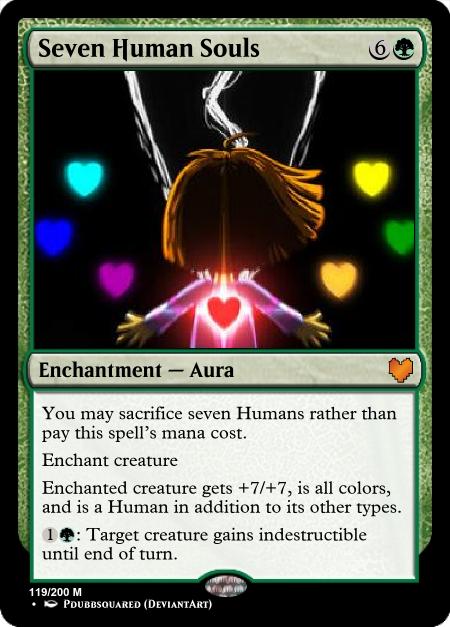 Seven Human Souls 6
Enchantment — Aura
You may sacrifice seven Humans rather than
pay this spell's mana cost.
Enchant creature
Enchanted creature gets +7/+7, is all colors,
and is a Human in addition to its other types.
1 : Target creature gains indestructible
until end of turn.
119/200 M
• Pdubbsquared (DeviantArt)